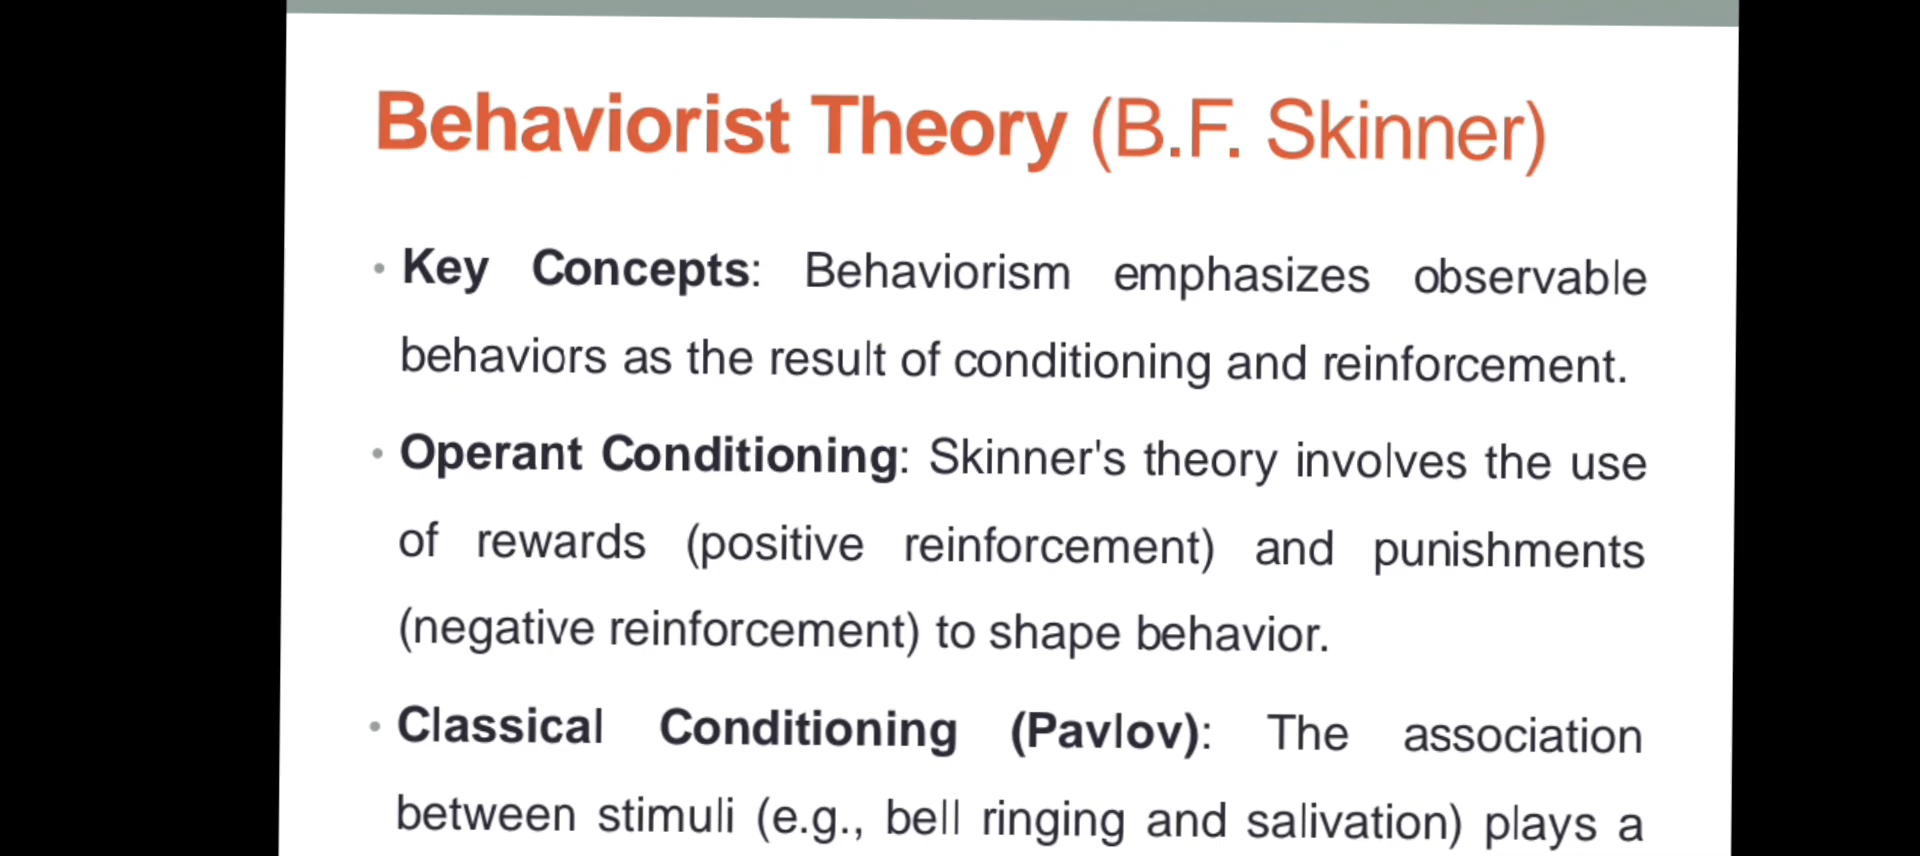 Behaviorist Theory (B.F. Skinner)
• Key Concepts: Behaviorism emphasizes observable
behaviors as the result of conditioning and reinforcement.
• Operant Conditioning: Skinner's theory involves the use
of rewards (positive reinforcement) and punishments
(negative reinforcement) to shape behavior.
• Classical Conditioning (Pavlov): The association
between stimuli (e.g., bell ringing and salivation) plays a